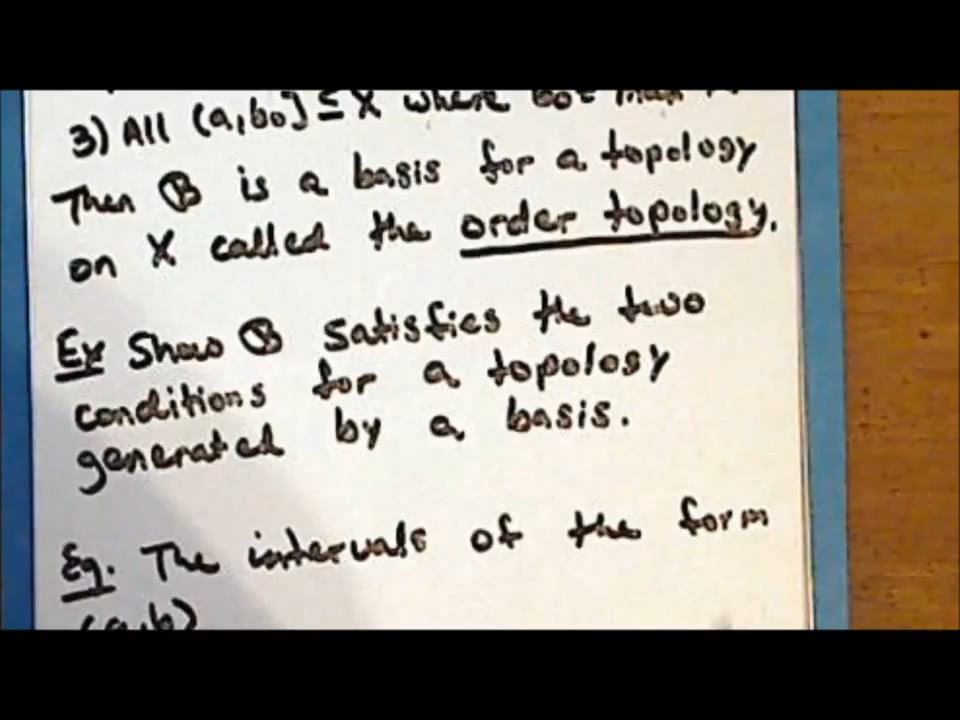 3) All (a,b₀] ⊆ X where
Then B is a basis for a topology
on X called the order topology.
Ex Show B satisfies the two
conditions for a topology
generated by a basis.
Eg. The intervals of the form
(a,b)